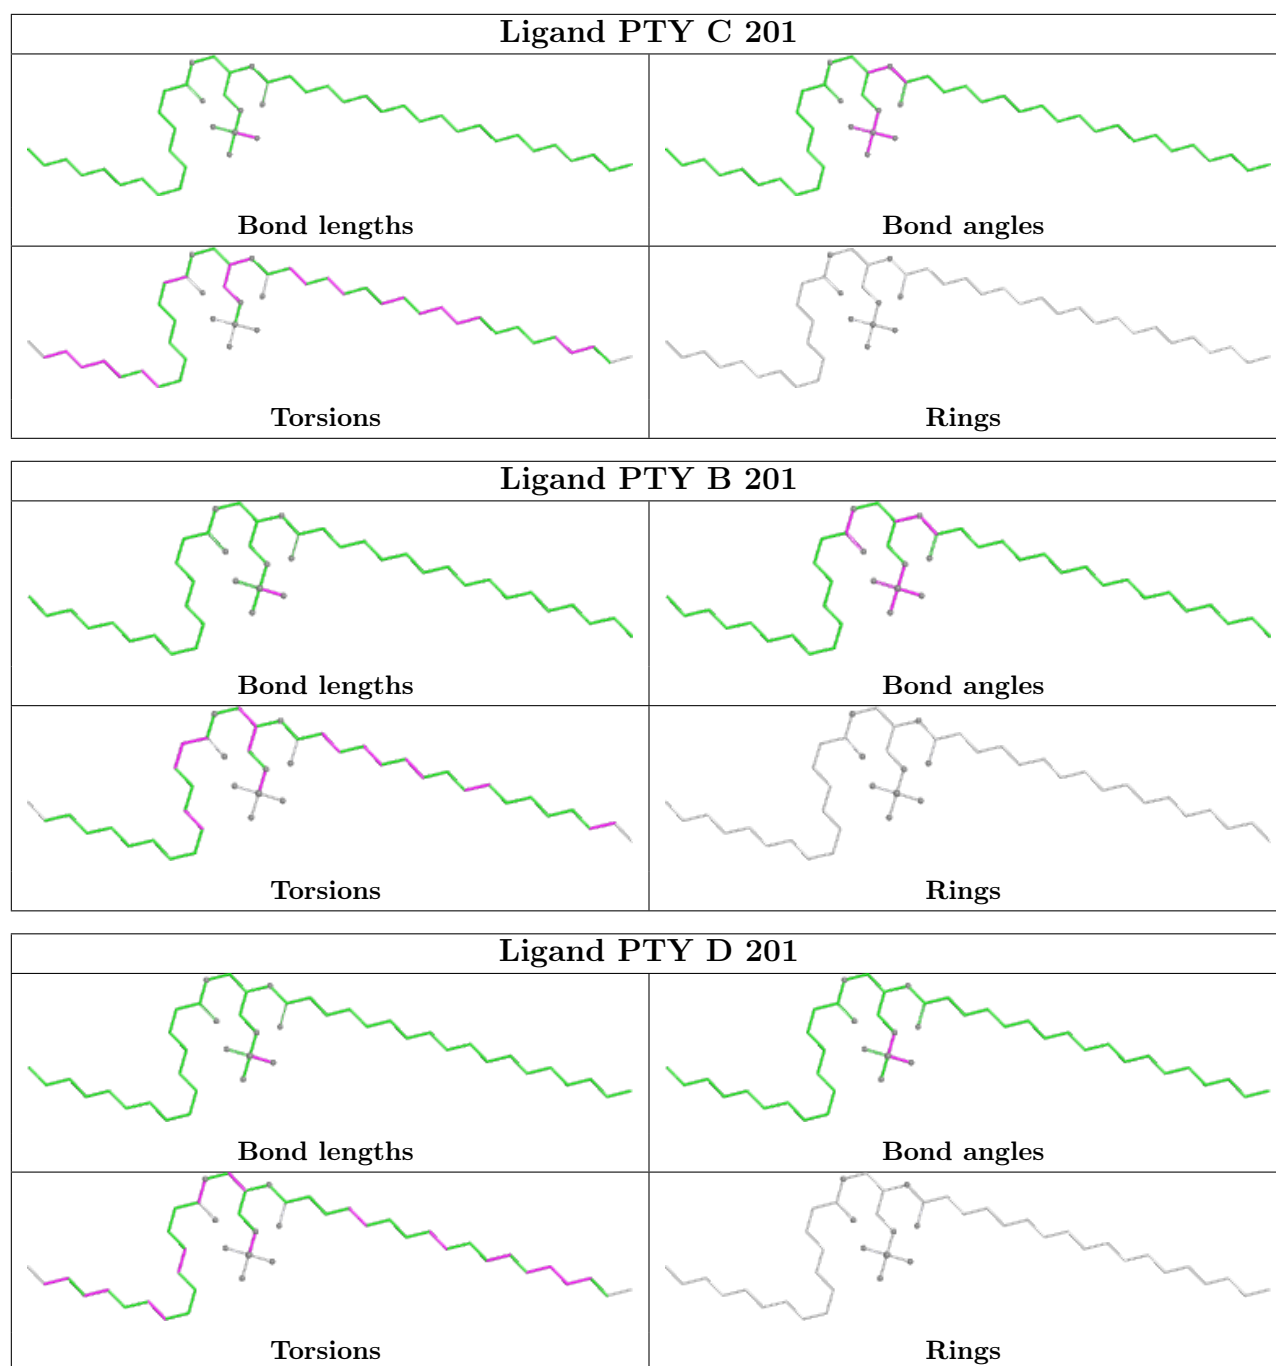 Ligand PTY C 201
Bond lengths
Bond angles
Torsions
Rings
Ligand PTY B 201
Bond lengths
Bond angles
Torsions
Rings
Ligand PTY D 201
Bond lengths
Bond angles
Torsions
Rings